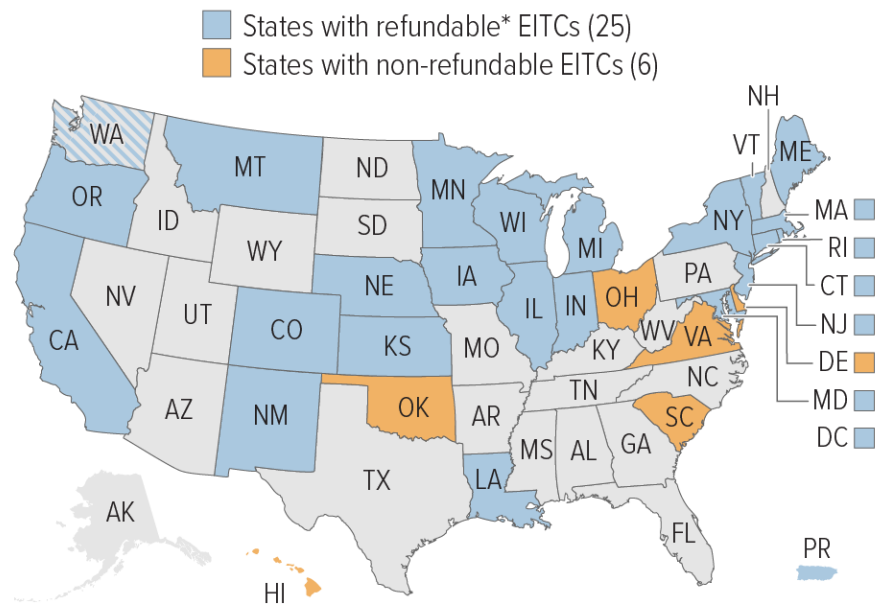 States with refundable* EITCs (25)
States with non-refundable EITCs (6)
NH
WA
VT
ME
MT
ND
MN
OR
ID
SD
WI
NY
MA
WY
MI
RI
IA
PA
CT
NE
NV
UT
IL
IN
OH
NJ
CO
WV
VA
CA
KS
MO
KY
DE
NC
TN
MD
AZ
NM
OK
AR
SC
DC
MS
AL
GA
TX
LA
AK
FL
PR
HI